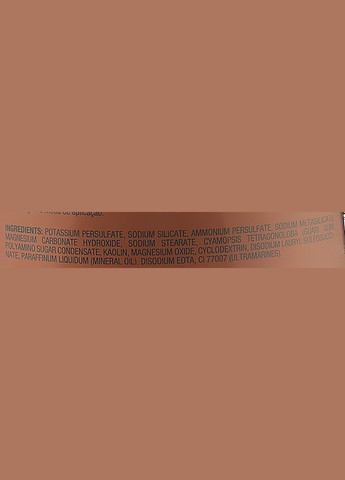 de aplicação.
INGREDIENTS: POTASSIUM PERSULFATE, SODIUM SILICATE, AMMONIUM PERSULFATE, SODIUM METASILICATE,
MAGNESIUM CARBONATE HYDROXIDE, SODIUM STEARATE, CYAMOPSIS TETRAGONOLOBA (GUAR) GUM,
POLYAMINO SUGAR CONDENSATE, KAOLIN, MAGNESIUM OXIDE, CYCLODEXTRIN, DISODIUM LAURYL SULFOSUCCI-
NATE, PARAFFINUM LIQUIDUM (MINERAL OIL), DISODIUM EDTA, CI 77007 (ULTRAMARINES).